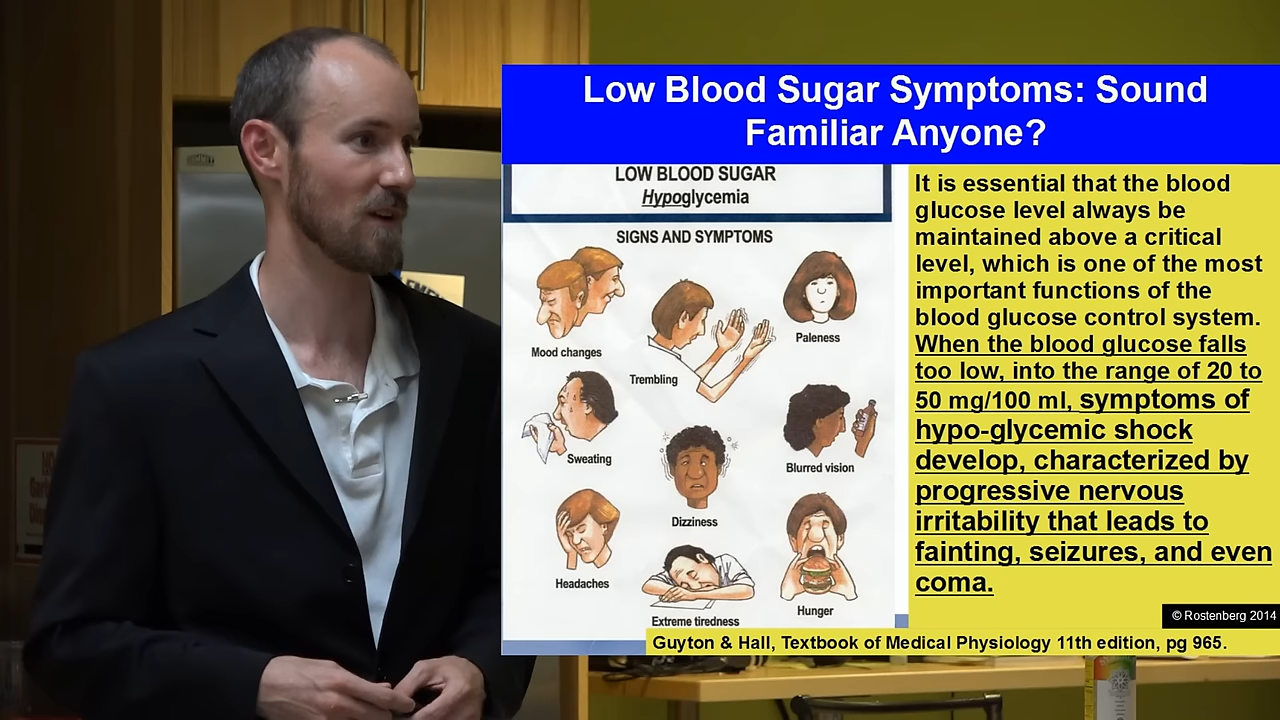 Low Blood Sugar Symptoms: Sound
Familiar Anyone?
LOW BLOOD SUGAR
Hypoglycemia
SIGNS AND SYMPTOMS
Mood changes
Trembling
Paleness
Sweating
Dizziness
Blurred vision
Headaches
Extreme tiredness
Hunger
It is essential that the blood
glucose level always be
maintained above a critical
level, which is one of the most
important functions of the
blood glucose control system.
When the blood glucose falls
too low, into the range of 20 to
50 mg/100 ml, symptoms of
hypo-glycemic shock
develop, characterized by
progressive nervous
irritability that leads to
fainting, seizures, and even
coma.
© Rostenberg 2014
Guyton & Hall, Textbook of Medical Physiology 11th edition, pg 965.